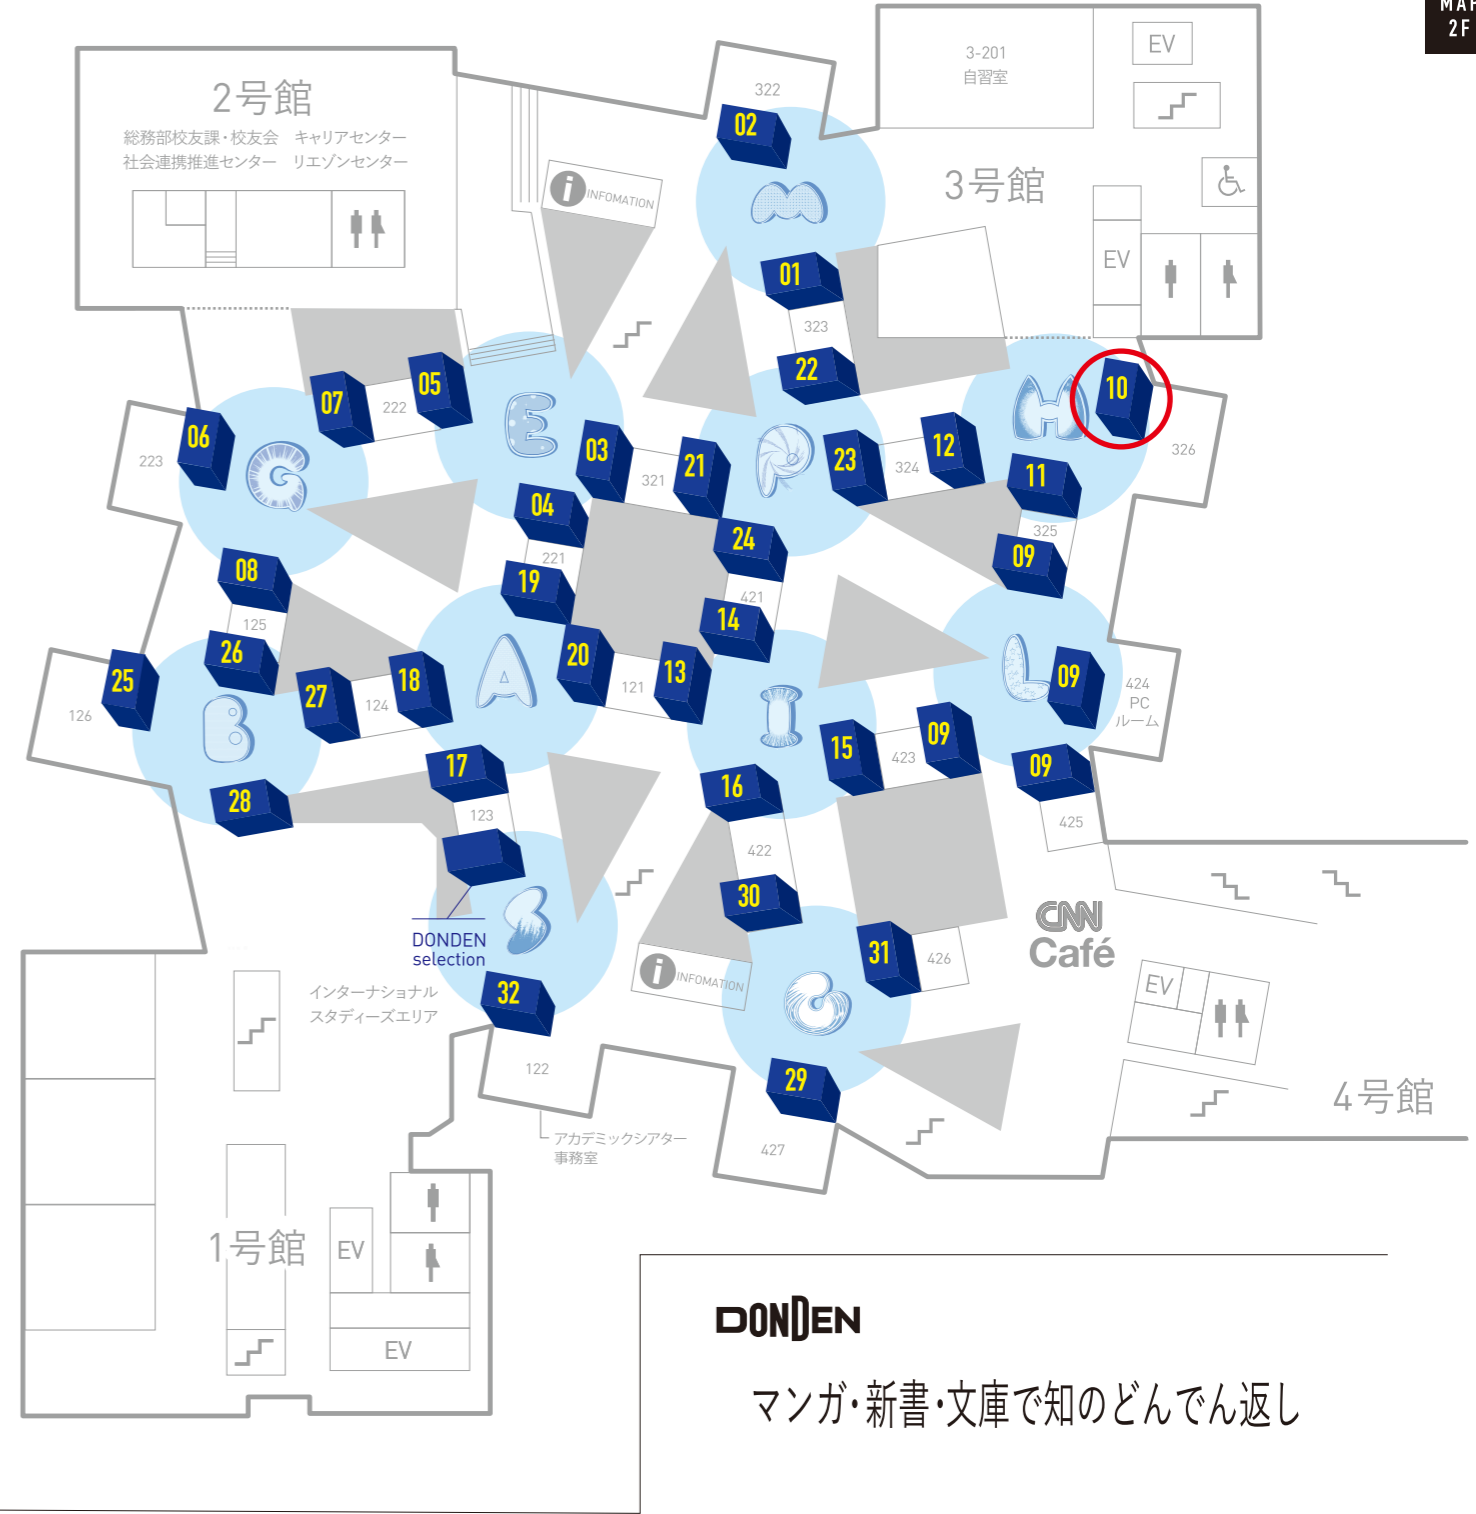 MAP
2F
3-201
自習室
EV
322
2号館
総務部校友課・校友会 キャリアセンター
社会連携推進センター リエゾンセンター
02
i INFOMATION
M
3号館
EV
01
323
22
07
222
05
06
223
G
E
03
321
21
P
23
324
12
H
10
326
11
325
09
04
221
19
24
421
14
08
125
26
25
126
27
124
18
A
20
121
13
I
L
09
424
PC
ルーム
B
28
17
123
16
15
423
09
09
425
422
30
DONDEN
selection
S
32
i INFOMATION
31
426
CNN
Café
G
29
427
インターナショナル
スタディーズエリア
122
アカデミックシアター
事務室
EV
4号館
1号館
EV
EV
DONDEN
マンガ・新書・文庫で知のどんでん返し